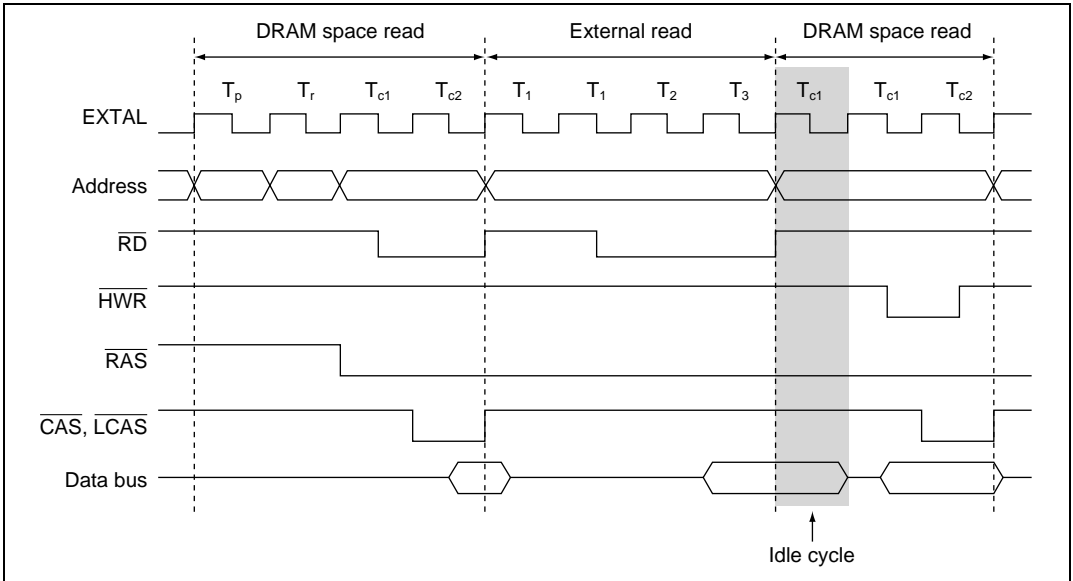 DRAM space read External read DRAM space read
Tp Tr Tc1 Tc2 T1 T1 T2 T3 Tc1 Tc1 Tc2
EXTAL
Address
RD
HWR
RAS
CAS, LCAS
Data bus
Idle cycle